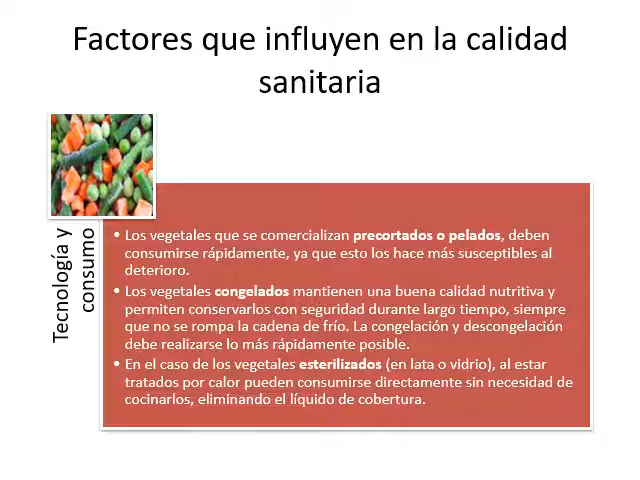 Factores que influyen en la calidad
sanitaria
Tecnología y
consumo
• Los vegetales que se comercializan precortados o pelados, deben
consumirse rápidamente, ya que esto los hace más susceptibles al
deterioro.
• Los vegetales congelados mantienen una buena calidad nutritiva y
permiten conservarlos con seguridad durante largo tiempo, siempre
que no se rompa la cadena de frío. La congelación y descongelación
debe realizarse lo más rápidamente posible.
• En el caso de los vegetales esterilizados (en lata o vidrio), al estar
tratados por calor pueden consumirse directamente sin necesidad de
cocinarlos, eliminando el líquido de cobertura.